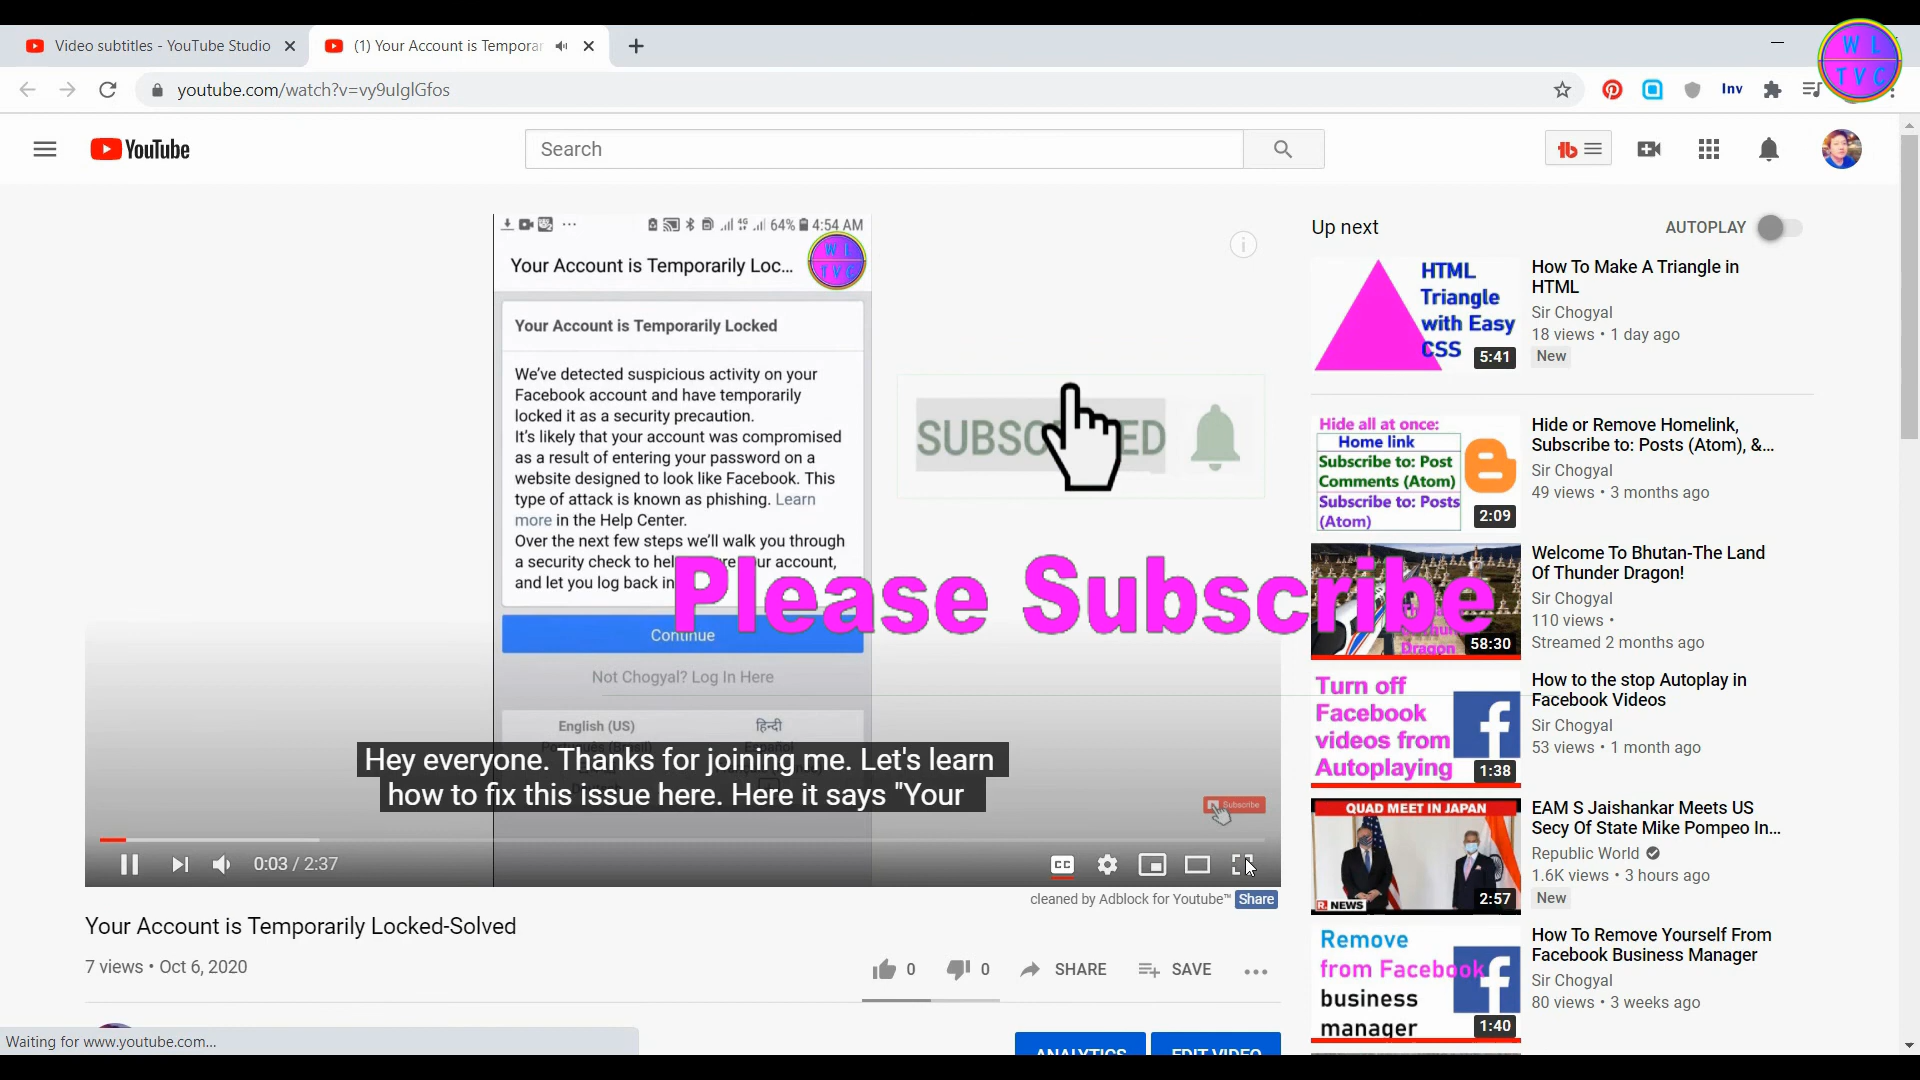 Video subtitles - YouTube Studio
(1) Your Account is Temporar
W L
T V C
youtube.com/watch?v=vy9ulglGfos
Inv
YouTube
Search
64% 4:54 AM
Your Account is Temporarily Loc...
W L
T V C
Your Account is Temporarily Locked
We've detected suspicious activity on your
Facebook account and have temporarily
locked it as a security precaution.
It's likely that your account was compromised
as a result of entering your password on a
website designed to look like Facebook. This
type of attack is known as phishing. Learn
more in the Help Center.
Over the next few steps we'll walk you through
a security check to
account,
and let you log back in
Continue
Not Chogyal? Log In Here
English (US)
हिन्दी
Português (Brasil)
Español
SUBSC ED
Please Subscribe
Hey everyone. Thanks for joining me. Let's learn
how to fix this issue here. Here it says "Your
Subscribe
0:03 / 2:37
CC
cleaned by Adblock for Youtube™ Share
Your Account is Temporarily Locked-Solved
7 views • Oct 6, 2020
0 0 SHARE SAVE
ANALYTICS EDIT VIDEO
Waiting for www.youtube.com...
Up next
AUTOPLAY
HTML
Triangle
with Easy
CSS
5:41
How To Make A Triangle in
HTML
Sir Chogyal
18 views • 1 day ago
New
Hide all at once:
Home link
Subscribe to: Post
Comments (Atom)
Subscribe to: Posts
(Atom)
2:09
Hide or Remove Homelink,
Subscribe to: Posts (Atom), &...
Sir Chogyal
49 views • 3 months ago
Dragon
58:30
Welcome To Bhutan-The Land
Of Thunder Dragon!
Sir Chogyal
110 views •
Streamed 2 months ago
Turn off
Facebook
videos from
Autoplaying
1:38
How to the stop Autoplay in
Facebook Videos
Sir Chogyal
53 views • 1 month ago
QUAD MEET IN JAPAN
R. NEWS
2:57
EAM S Jaishankar Meets US
Secy Of State Mike Pompeo In...
Republic World
1.6K views • 3 hours ago
New
Remove
from Facebook
business
manager
1:40
How To Remove Yourself From
Facebook Business Manager
Sir Chogyal
80 views • 3 weeks ago